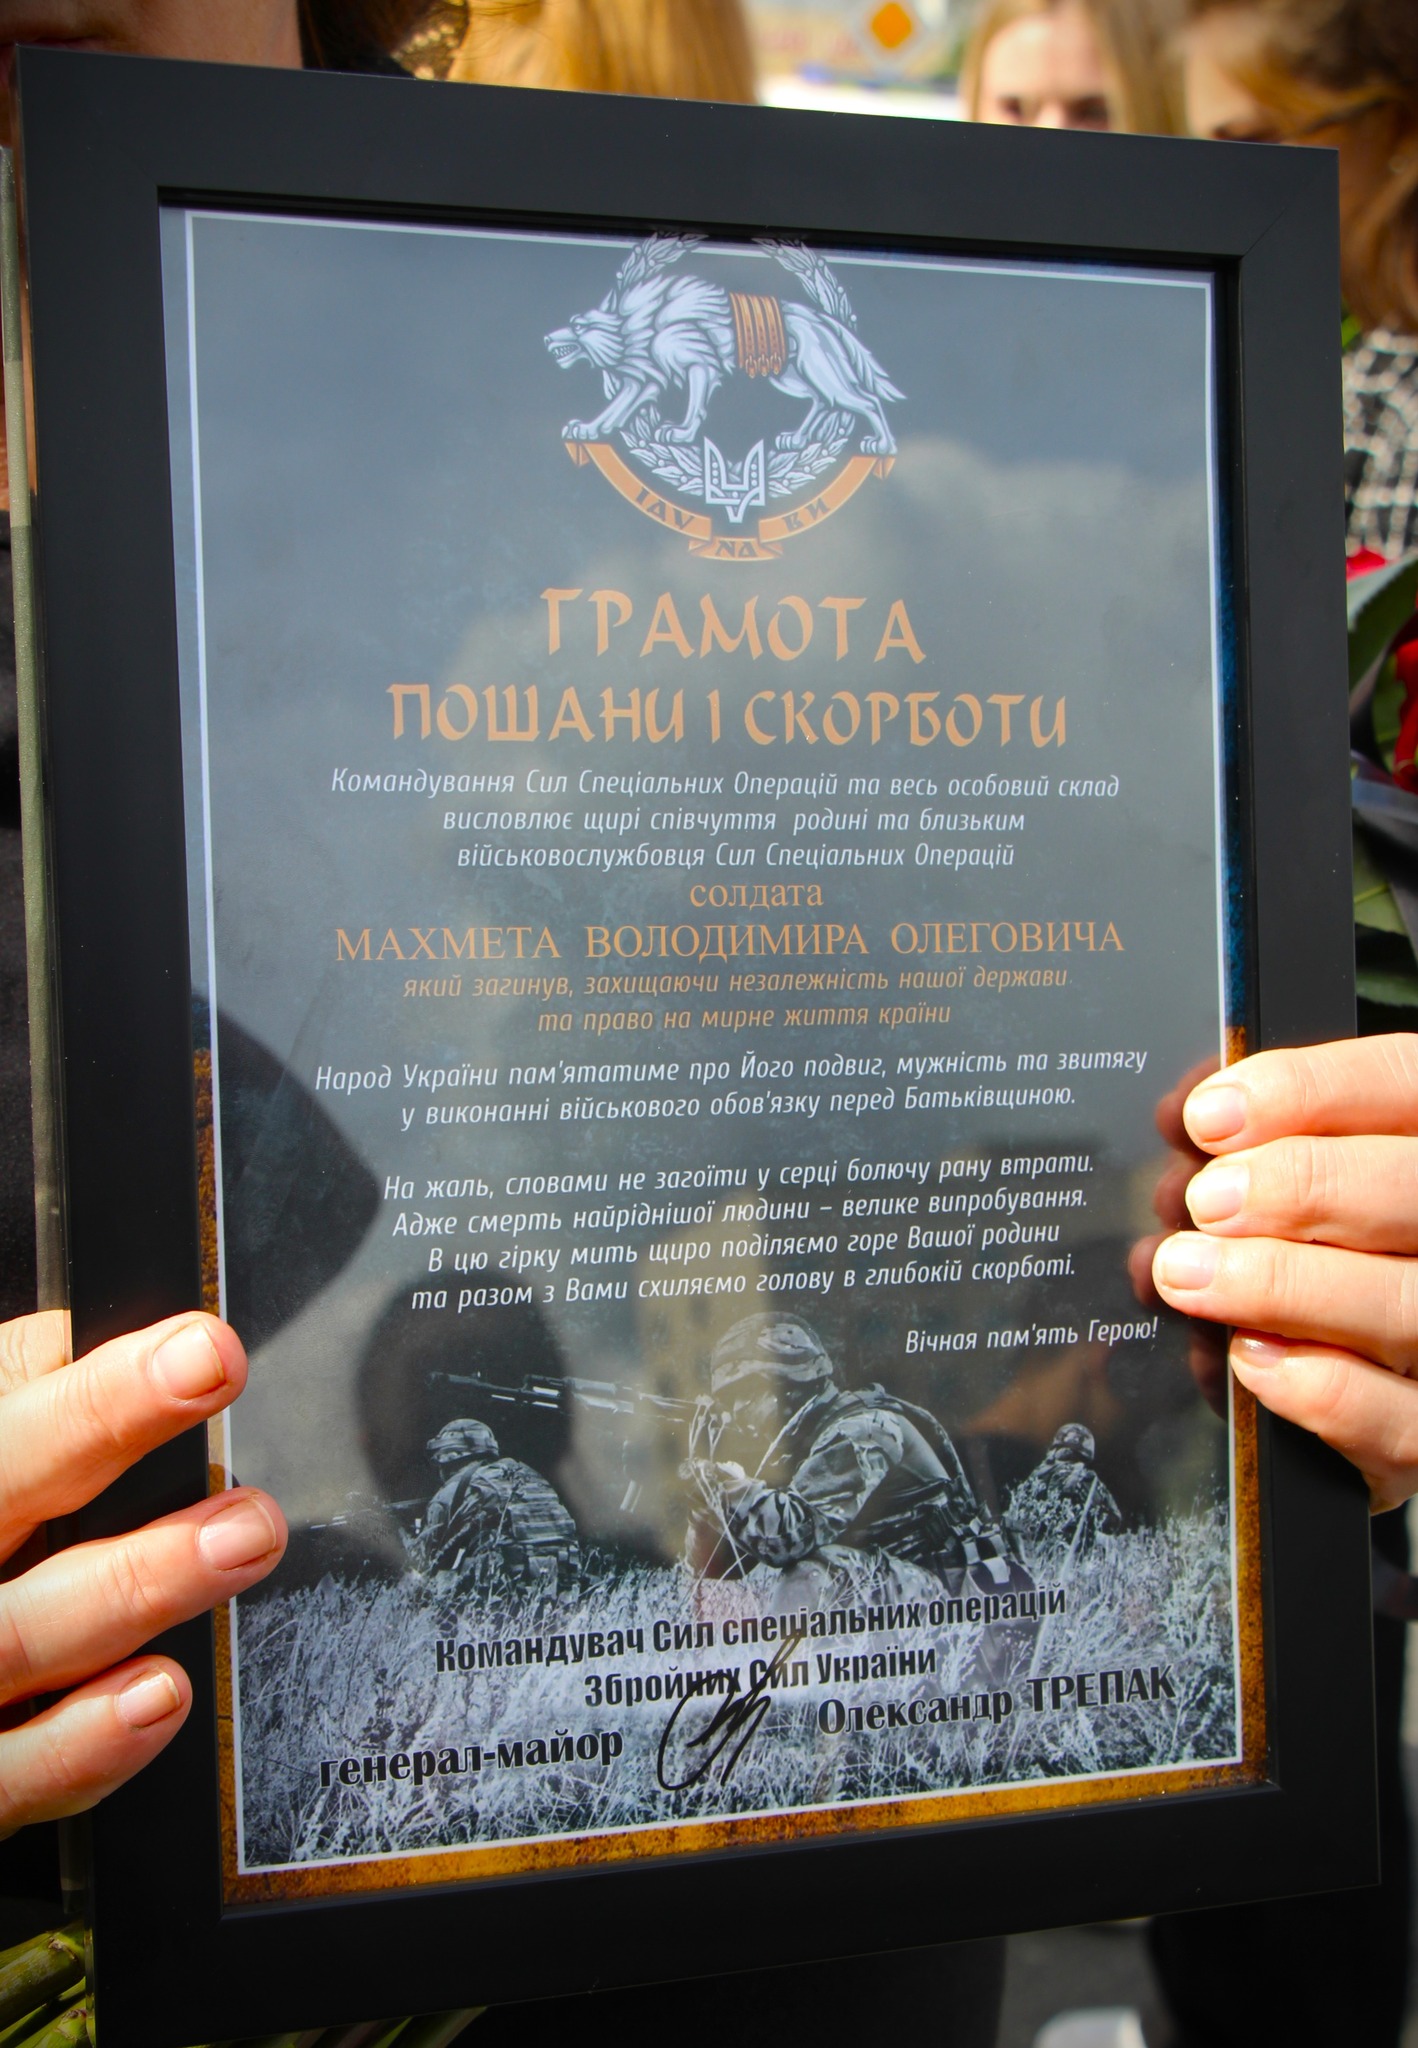 ІДУ НА ВИ
ГРАМОТА
ПОШАНИ І СКОРБОТИ
Командування Сил Спеціальних Операцій та весь особовий склад
висловлює щирі співчуття родині та близьким
військовослужбовця Сил Спеціальних Операцій
солдата
МАХМЕТА ВОЛОДИМИРА ОЛЕГОВИЧА
який загинув, захищаючи незалежність нашої держави
та право на мирне життя країни
Народ України пам'ятатиме про Його подвиг, мужність та звитягу
у виконанні військового обов'язку перед Батьківщиною.
На жаль, словами не загоїти у серці болючу рану втрати.
Адже смерть найріднішої людини – велике випробування.
В цю гірку мить щиро поділяємо горе Вашої родини
та разом з Вами схиляємо голову в глибокій скорботі.
Вічная пам'ять Герою!
Командувач Сил спеціальних операцій
Збройних Сил України
генерал-майор Олександр ТРЕПАК